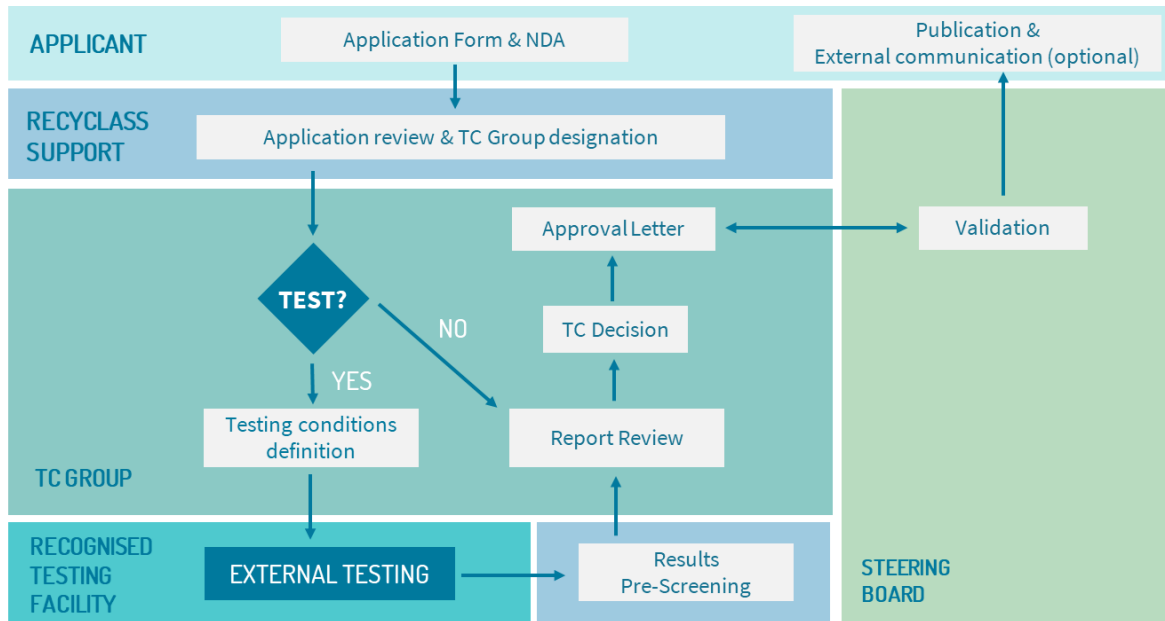 APPLICANT
Application Form & NDA
Publication &
External communication (optional)
RECYCLASS
SUPPORT
Application review & TC Group designation
Approval Letter
Validation
TEST?
NO
TC Decision
YES
Testing conditions
definition
Report Review
TC GROUP
RECOGNISED
TESTING
FACILITY
EXTERNAL TESTING
Results
Pre-Screening
STEERING
BOARD